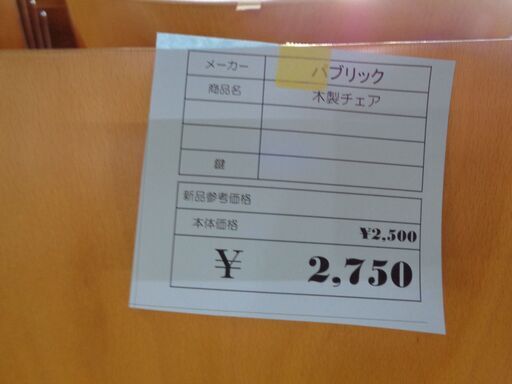 メーカー パブリック
商品名 木製チェア
鍵
新品参考価格
本体価格 ¥2,500
¥ 2,750